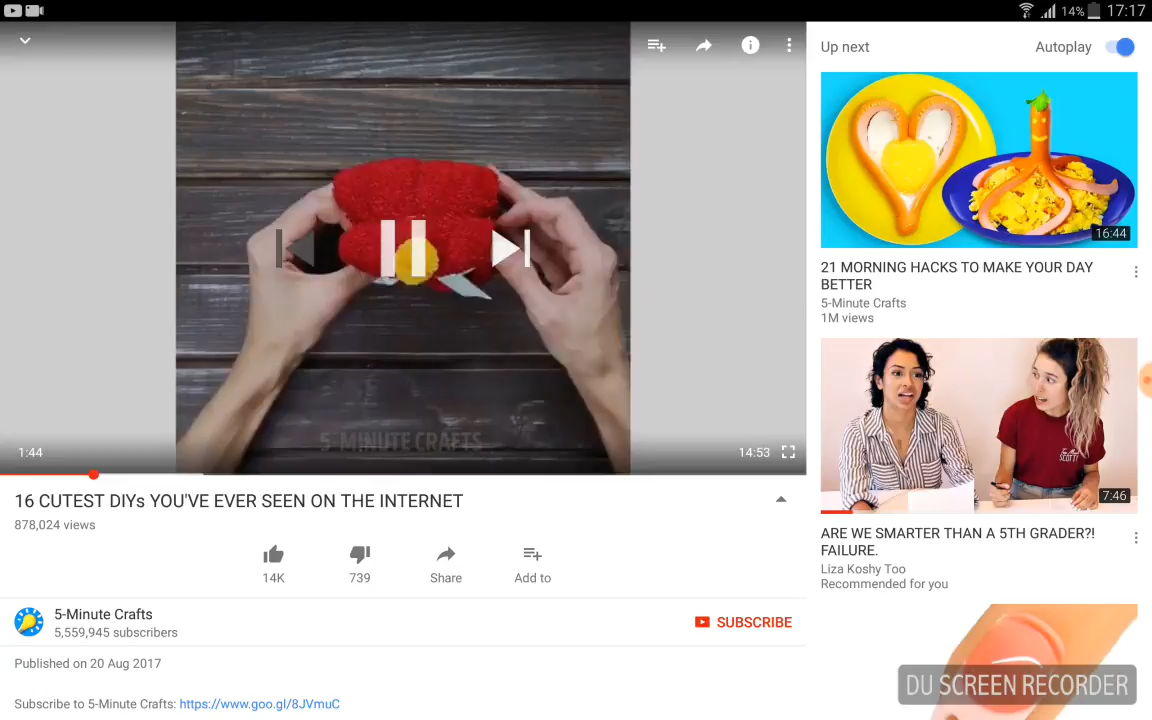 14% 17:17
Up next
Autoplay
16:44
21 MORNING HACKS TO MAKE YOUR DAY
BETTER
5-Minute Crafts
1M views
5-MINUTE CRAFTS
1:44
14:53
16 CUTEST DIYs YOU'VE EVER SEEN ON THE INTERNET
878,024 views
14K
739
Share
Add to
5-Minute Crafts
5,559,945 subscribers
SUBSCRIBE
Published on 20 Aug 2017
Subscribe to 5-Minute Crafts: https://www.goo.gl/8JVmuC
7:46
ARE WE SMARTER THAN A 5TH GRADER?!
FAILURE.
Liza Koshy Too
Recommended for you
DU SCREEN RECORDER